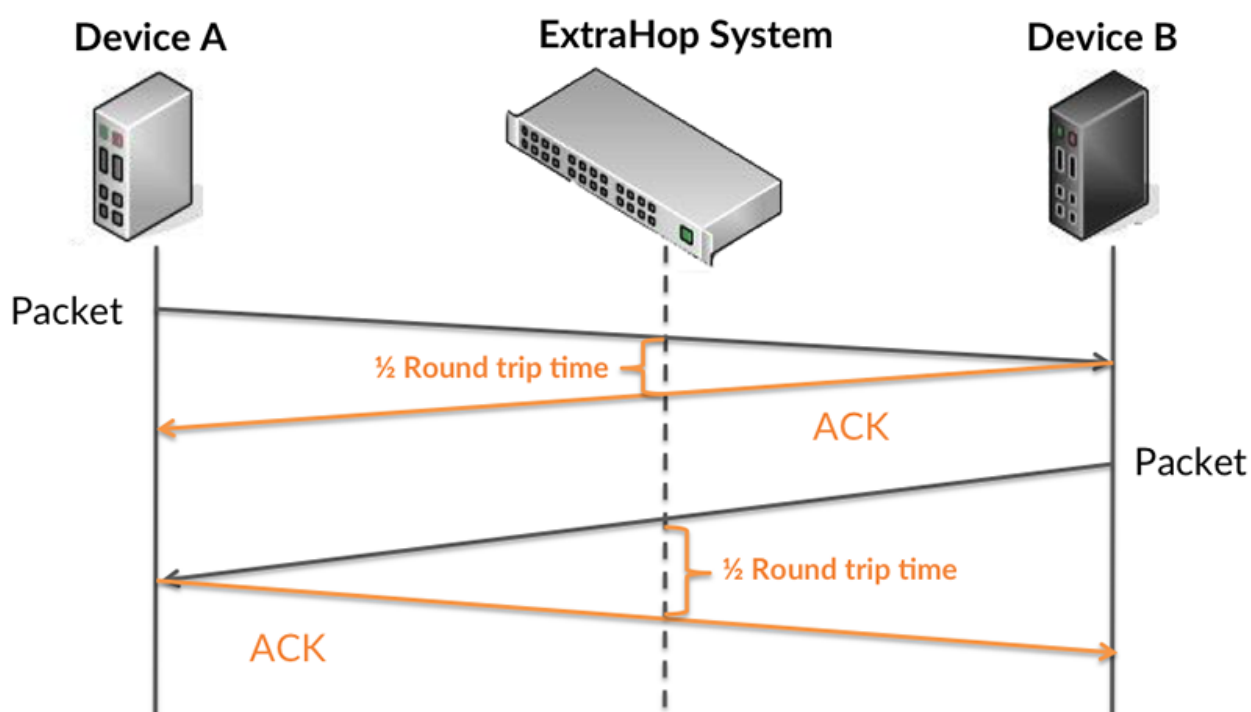 Device A
ExtraHop System
Device B
Packet
½ Round trip time
ACK
Packet
½ Round trip time
ACK